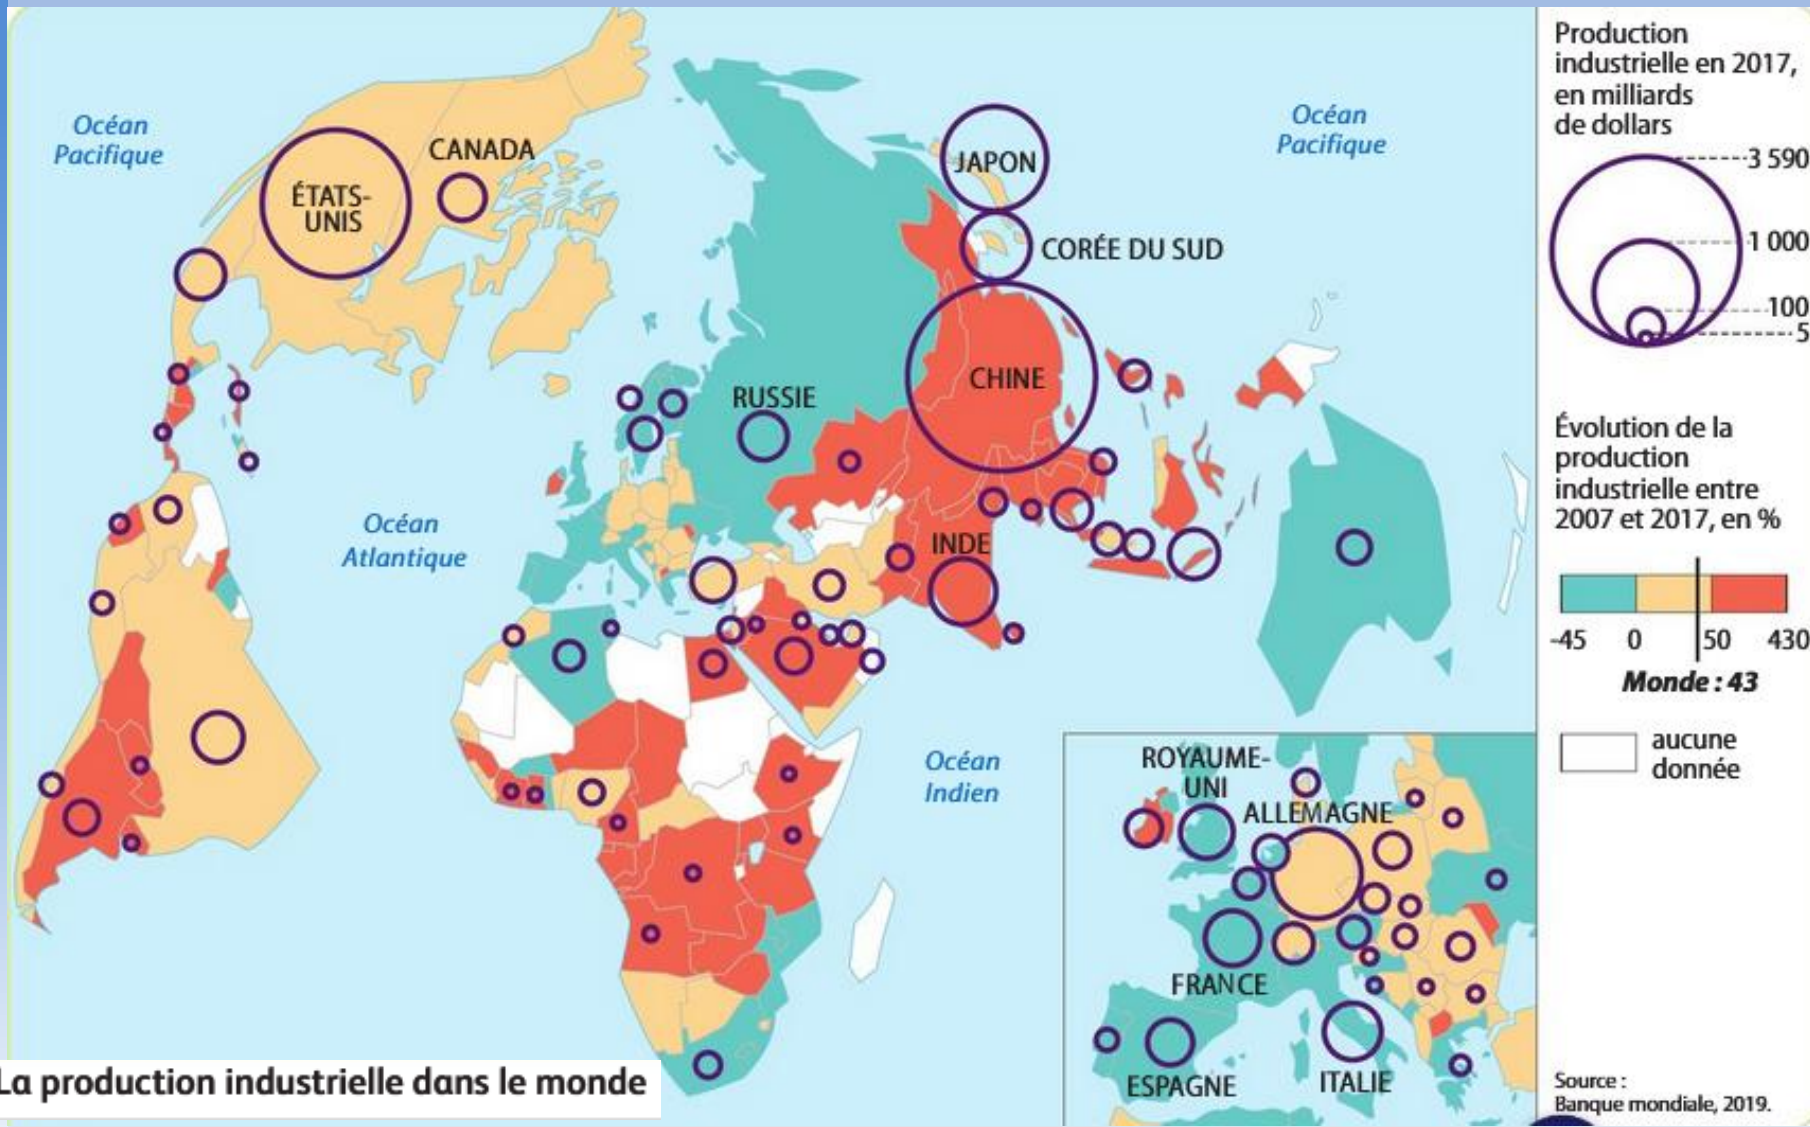 Océan
Pacifique
CANADA
ÉTATS-
UNIS
JAPON
CORÉE DU SUD
Océan
Pacifique
CHINE
RUSSIE
INDE
Océan
Atlantique
Océan
Indien
ROYAUME-
UNI
ALLEMAGNE
FRANCE
ESPAGNE
ITALIE
La production industrielle dans le monde
Production
industrielle en 2017,
en milliards
de dollars
3 590
1 000
100
5
Évolution de la
production
industrielle entre
2007 et 2017, en %
-45 0 50 430
Monde : 43
aucune
donnée
Source :
Banque mondiale, 2019.